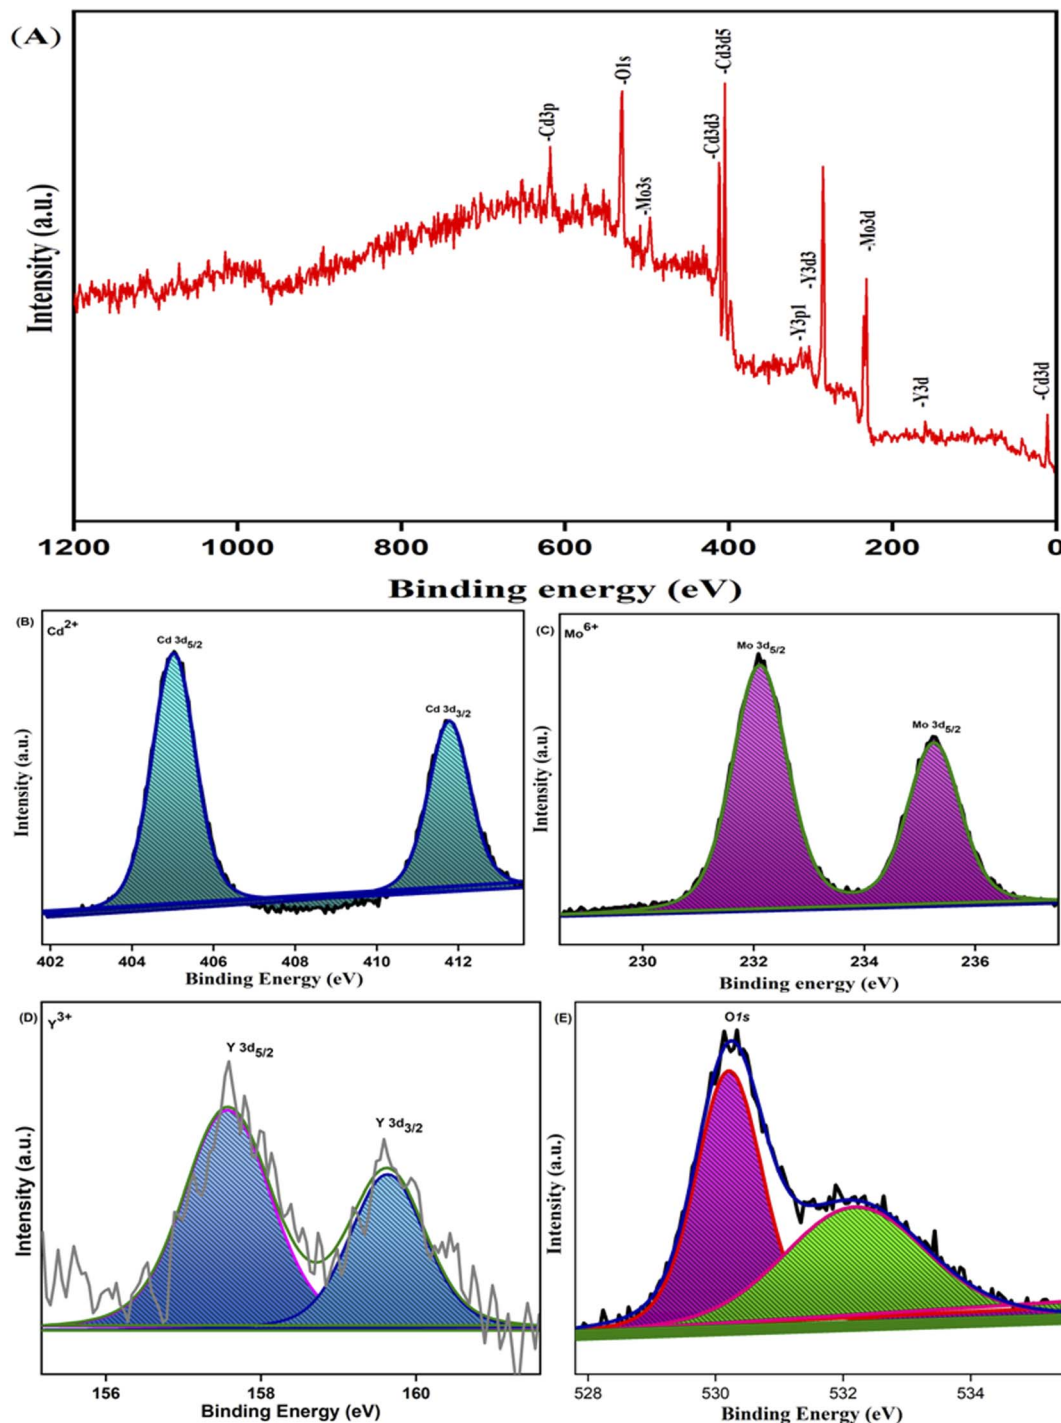 (A)
-Cd3p
-O1s
-Mo3s
-Cd3d3
-Cd3d5
-Y3p1
-Y3d3
-Mo3d
-Y3d
-Cd3d
Intensity (a.u.)
1200 1000 800 600 400 200 0
Binding energy (eV)
(B)
Cd2+
Cd 3d5/2
Cd 3d3/2
Intensity (a.u.)
402 404 406 408 410 412
Binding Energy (eV)
(C)
Mo6+
Mo 3d5/2
Mo 3d5/2
Intensity (a.u.)
230 232 234 236
Binding energy (eV)
(D)
Y3+
Y 3d5/2
Y 3d3/2
Intensity (a.u.)
156 158 160
Binding Energy (eV)
(E)
O1s
Intensity (a.u.)
528 530 532 534
Binding Energy (eV)